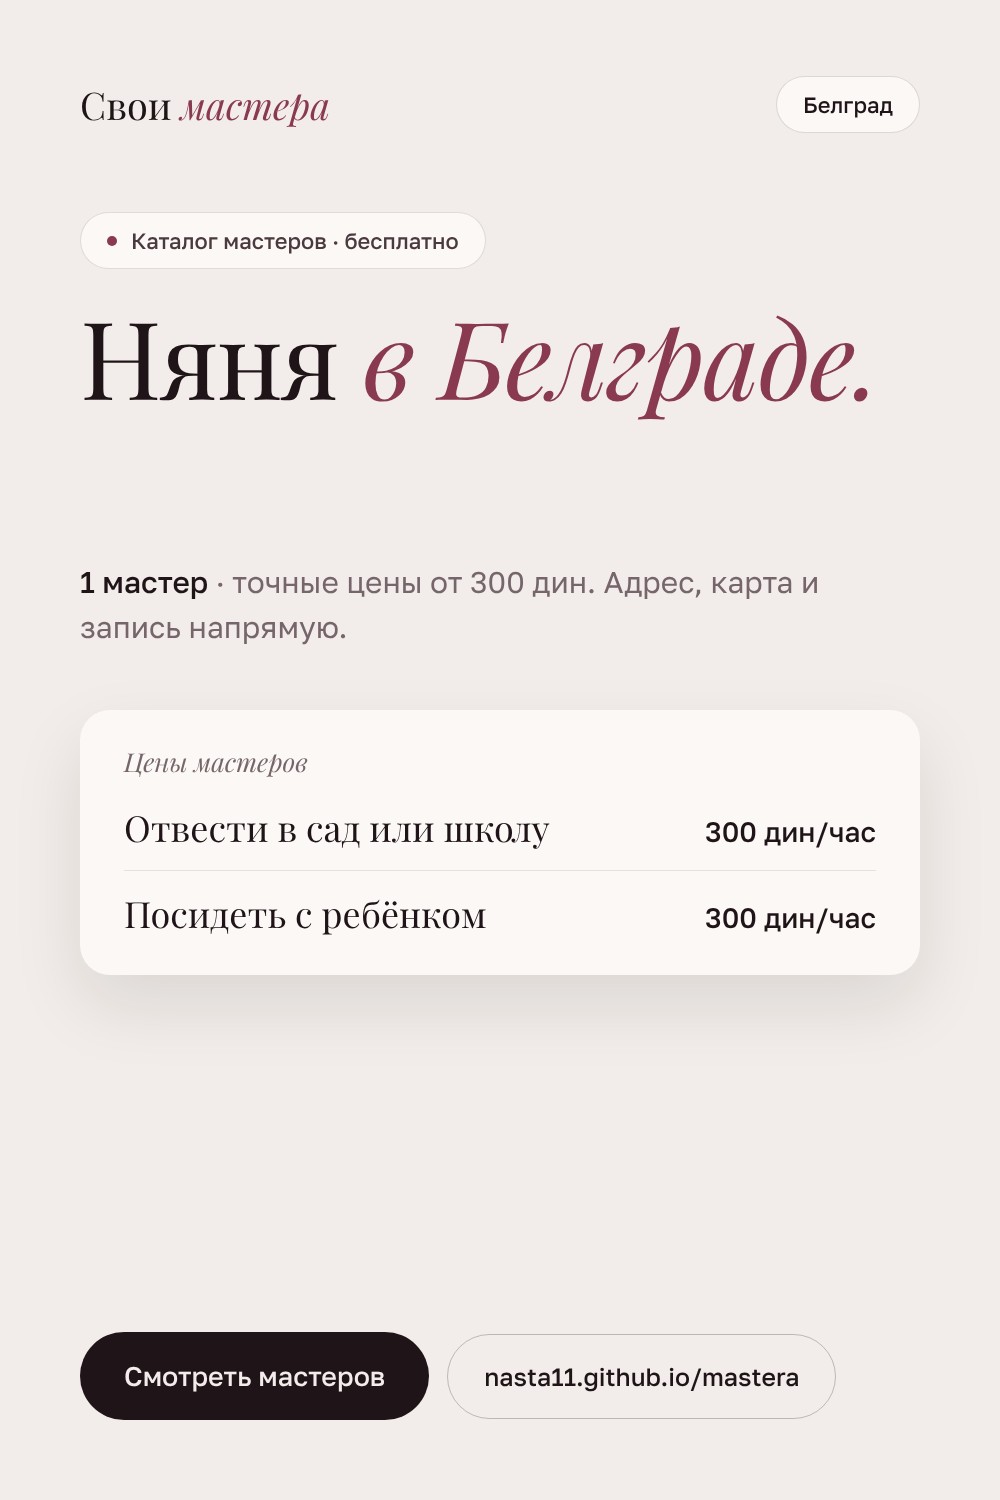 Свои мастера
Белград
Каталог мастеров · бесплатно
Няня в Белграде.
1 мастер · точные цены от 300 дин. Адрес, карта и
запись напрямую.
Цены мастеров
Отвести в сад или школу 300 дин/час
Посидеть с ребёнком 300 дин/час
Смотреть мастеров
nasta11.github.io/mastera